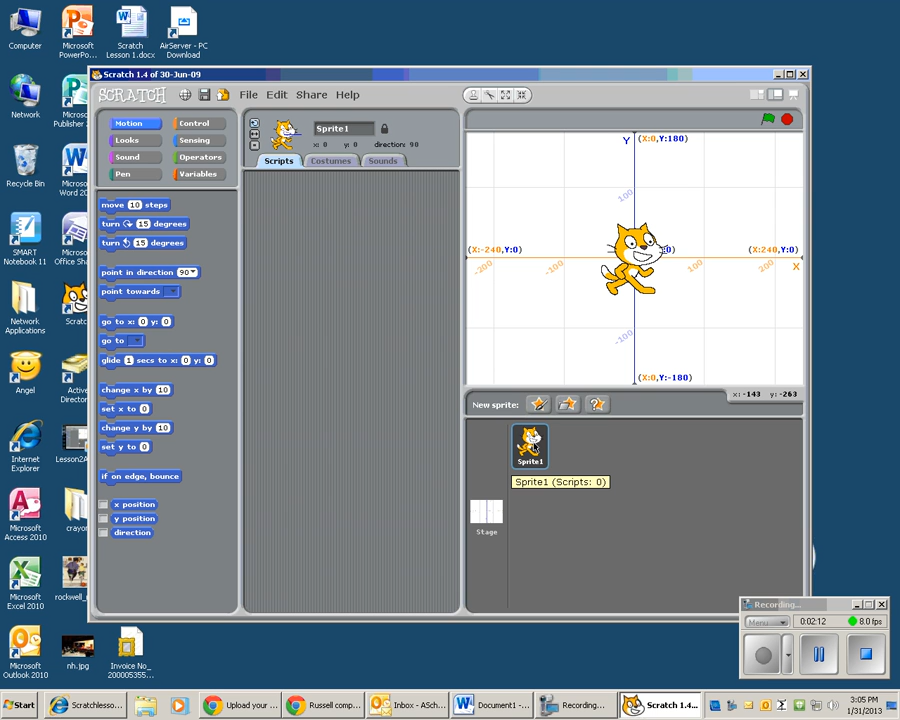 Computer
Microsoft PowerPo...
Scratch Lesson 1.docx
AirServer - PC Download
Network
Microsoft Publisher
Recycle Bin
Microsoft Word 20
SMART Notebook 11
Microsoft Office Sha
Network Applications
Scratc
Angel
Active Director
Internet Explorer
Lesson2A
Microsoft Access 2010
crayor
Microsoft Excel 2010
rockwell_n
Microsoft Outlook 2010
nh.jpg
Invoice No_ 200005355...
Scratch 1.4 of 30-Jun-09
SCRATCH
File Edit Share Help
Motion Control
Looks Sensing
Sound Operators
Pen Variables
move 10 steps
turn 15 degrees
turn 15 degrees
point in direction 90
point towards
go to x: 0 y: 0
go to
glide 1 secs to x: 0 y: 0
change x by 10
set x to 0
change y by 10
set y to 0
if on edge, bounce
x position
y position
direction
Sprite1
x: 0 y: 0 direction: 90
Scripts Costumes Sounds
Y (X:0,Y:180)
100
(X:-240,Y:0) 0) (X:240,Y:0)
-200 -100 100 200 X
-100
(X:0,Y:-180)
New sprite:
x: -143 y: -263
Sprite1
Sprite1 (Scripts: 0)
Stage
Recording...
Menu 0:02:12 8.0 fps
Start
Scratchlesso...
Upload your ...
Russell comp...
Inbox - ASch...
Document1 -...
Recording...
Scratch 1.4...
3:05 PM
1/31/2013